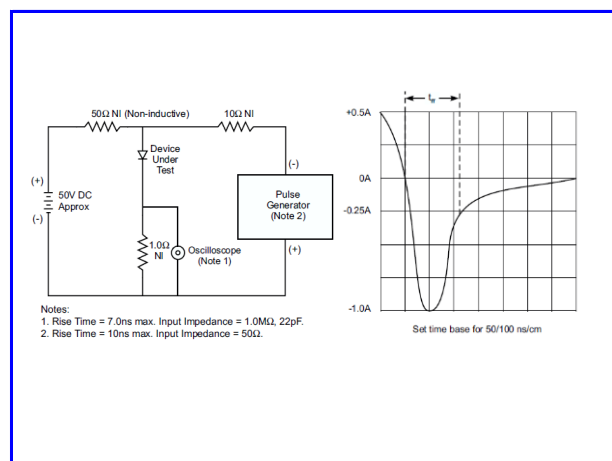 50Ω NI (Non-inductive)
10Ω NI
Device
Under
Test
(+)
50V DC
Approx
(-)
(-)
Pulse
Generator
(Note 2)
(+)
1.0Ω
NI
Oscilloscope
(Note 1)
Notes:
1. Rise Time = 7.0ns max. Input Impedance = 1.0MΩ, 22pF.
2. Rise Time = 10ns max. Input Impedance = 50Ω.
+0.5A
0A
-0.25A
-1.0A
Set time base for 50/100 ns/cm